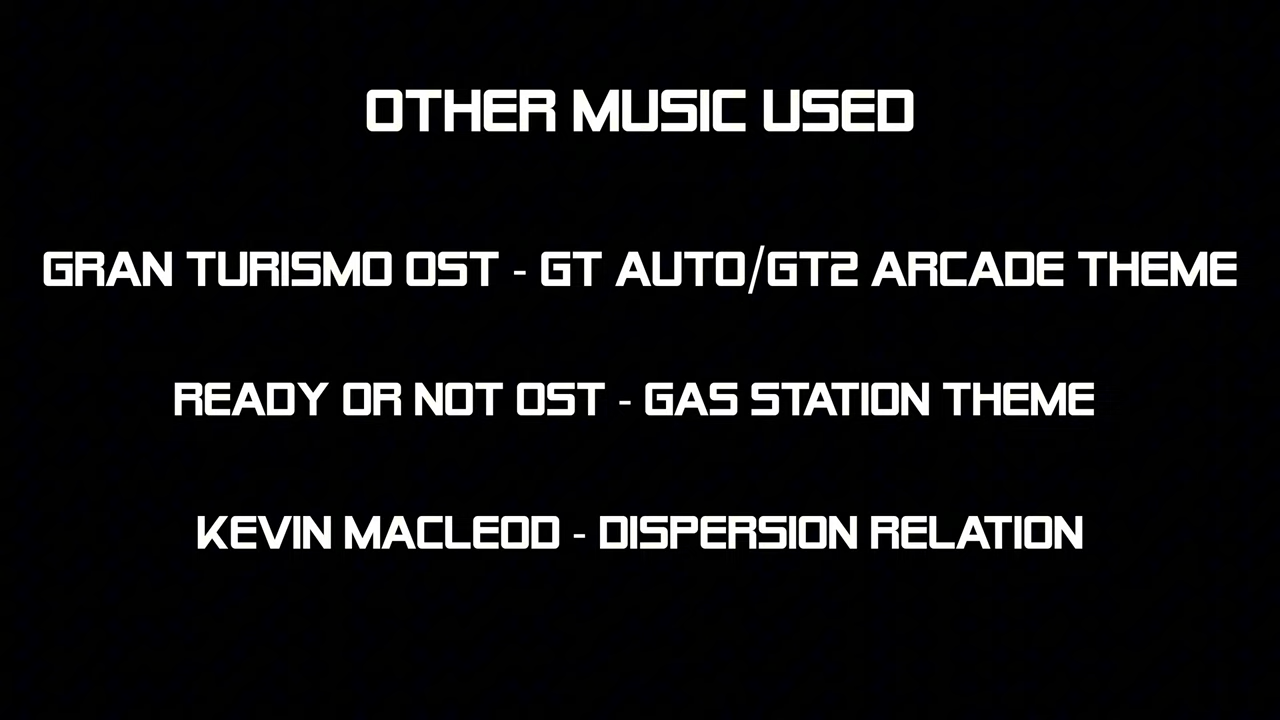 OTHER MUSIC USED
GRAN TURISMO OST - GT AUTO/GT2 ARCADE THEME
READY OR NOT OST - GAS STATION THEME
KEVIN MACLEOD - DISPERSION RELATION